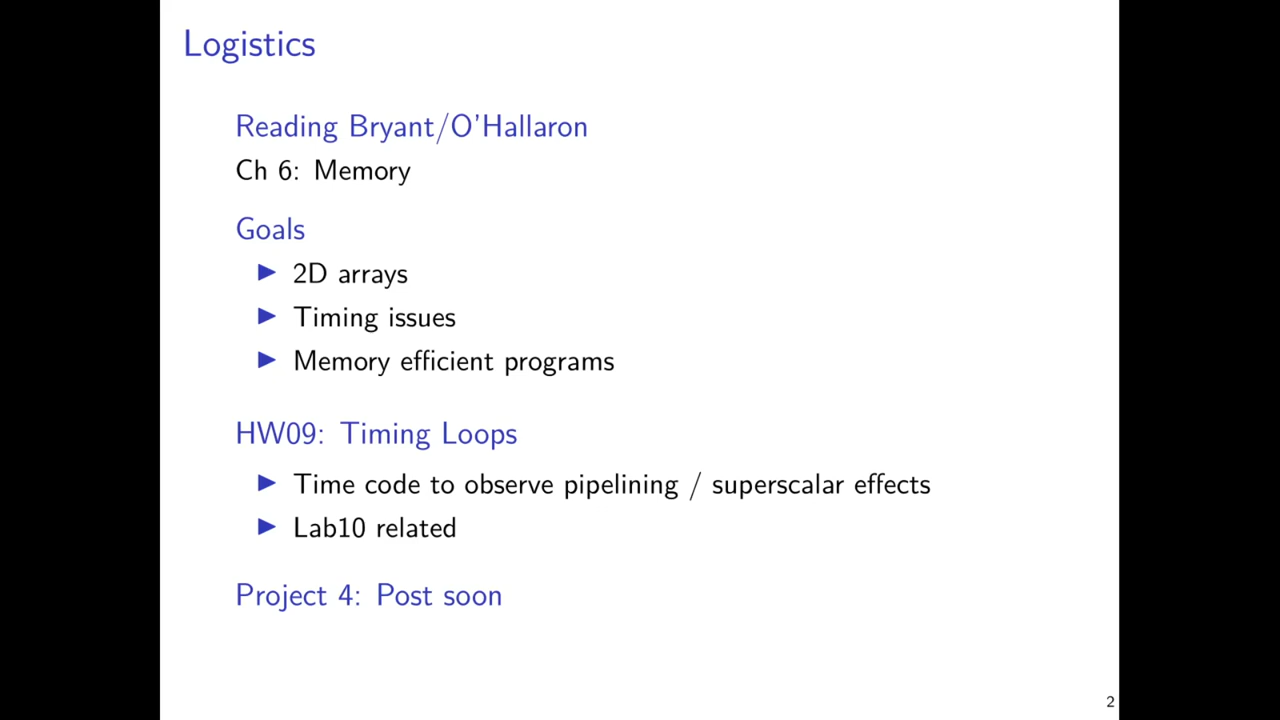 Logistics
Reading Bryant/O'Hallaron
Ch 6: Memory
Goals
▶ 2D arrays
▶ Timing issues
▶ Memory efficient programs
HW09: Timing Loops
▶ Time code to observe pipelining / superscalar effects
▶ Lab10 related
Project 4: Post soon
2